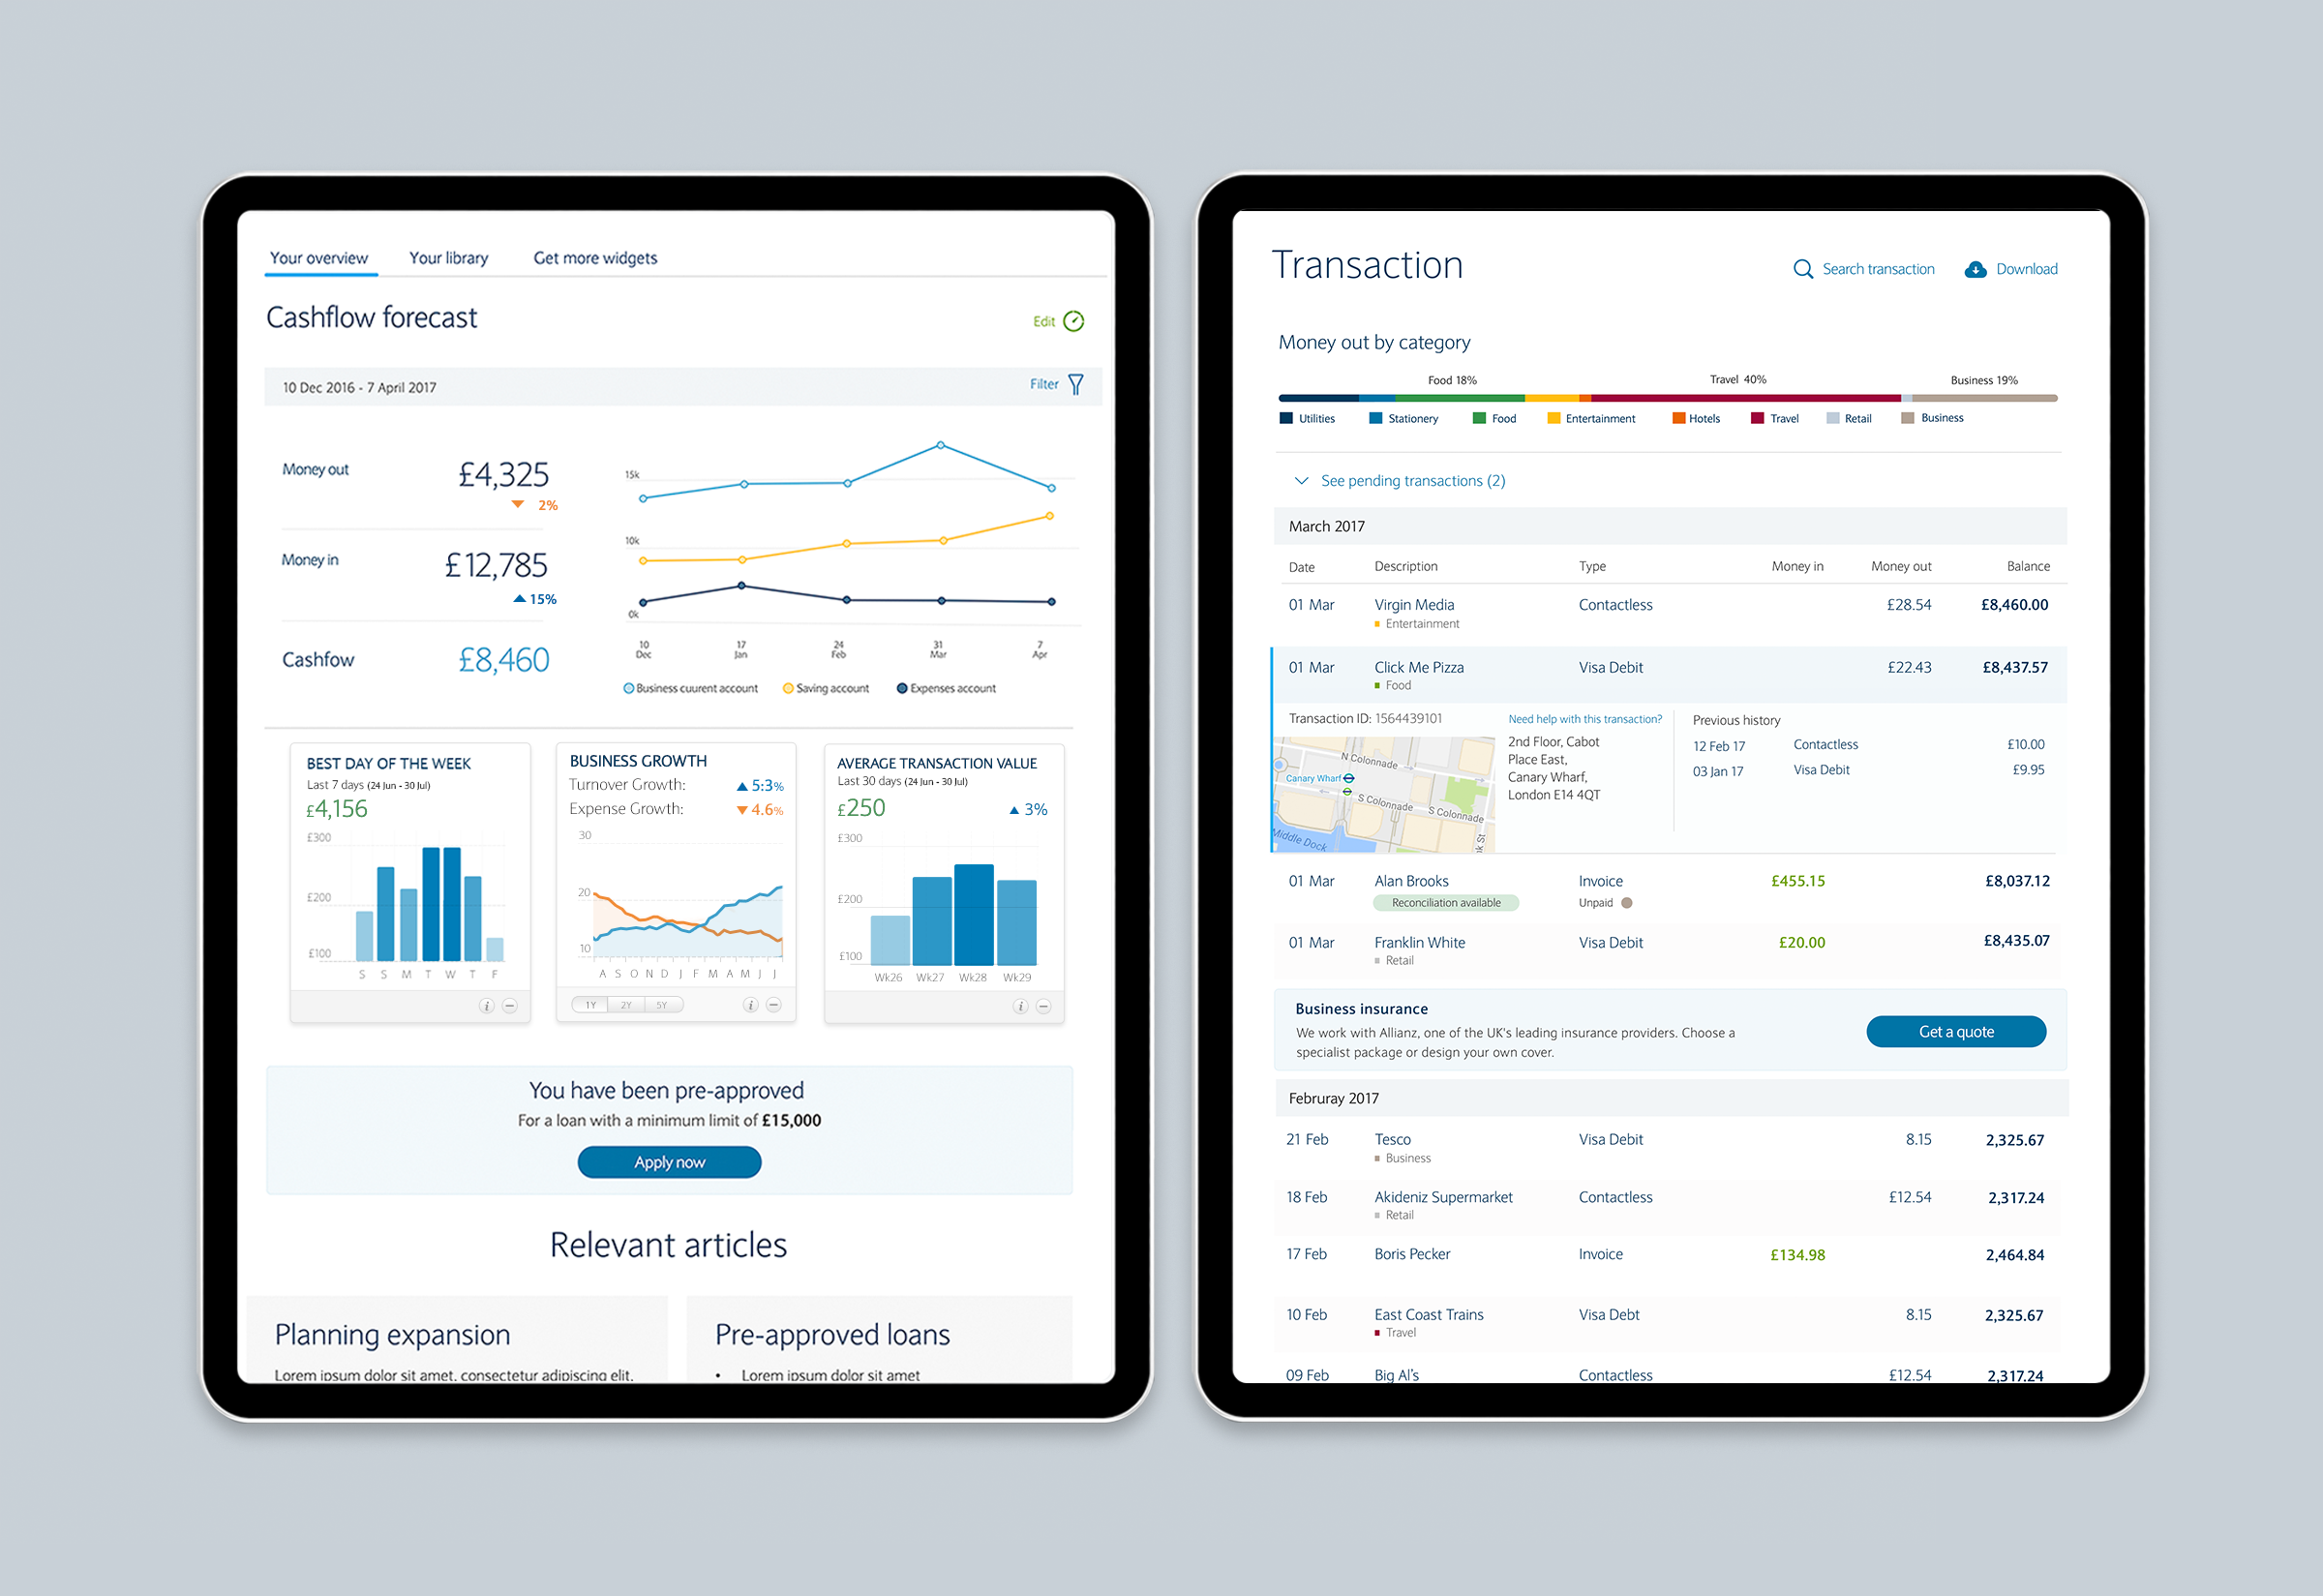 Your overview Your library Get more widgets
Cashflow forecast
Edit
10 Dec 2016 - 7 April 2017
Filter
Money out £4,325
2%
Money in £12,785
15%
Cashfow £8,460
15k
10k
0k
10 Dec 17 Jan 24 Feb 31 Mar 7 Apr
Business cuurent account Saving account Expenses account
BEST DAY OF THE WEEK
Last 7 days (24 Jun - 30 Jul)
£4,156
£300
£200
£100
S S M T W T F
i
BUSINESS GROWTH
Turnover Growth: 5:3%
Expense Growth: 4.6%
30
20
10
A S O N D J F M A M J J
1Y 2Y 5Y
i
AVERAGE TRANSACTION VALUE
Last 30 days (24 Jun - 30 Jul)
£250 3%
£300
£200
£100
Wk26 Wk27 Wk28 Wk29
i
You have been pre-approved
For a loan with a minimum limit of £15,000
Apply now
Relevant articles
Planning expansion
Lorem ipsum dolor sit amet, consectetur adipiscing elit.
Pre-approved loans
• Lorem ipsum dolor sit amet
Transaction
Search transaction Download
Money out by category
Food 18% Travel 40% Business 19%
Utilities Stationery Food Entertainment Hotels Travel Retail Business
See pending transactions (2)
March 2017
Date Description Type Money in Money out Balance
01 Mar Virgin Media Contactless £28.54 £8,460.00
Entertainment
01 Mar Click Me Pizza Visa Debit £22.43 £8,437.57
Food
Transaction ID: 1564439101
N Colonnade
Canary Wharf
S Colonnade
S Colonnade
Middle Dock
nk St
Need help with this transaction?
2nd Floor, Cabot
Place East,
Canary Wharf,
London E14 4QT
Previous history
12 Feb 17 Contactless £10.00
03 Jan 17 Visa Debit £9.95
01 Mar Alan Brooks Invoice £455.15 £8,037.12
Reconciliation available Unpaid
01 Mar Franklin White Visa Debit £20.00 £8,435.07
Retail
Business insurance
We work with Allianz, one of the UK's leading insurance providers. Choose a
specialist package or design your own cover.
Get a quote
Februray 2017
21 Feb Tesco Visa Debit 8.15 2,325.67
Business
18 Feb Akideniz Supermarket Contactless £12.54 2,317.24
Retail
17 Feb Boris Pecker Invoice £134.98 2,464.84
10 Feb East Coast Trains Visa Debt 8.15 2,325.67
Travel
09 Feb Big Al's Contactless £12.54 2,317.24